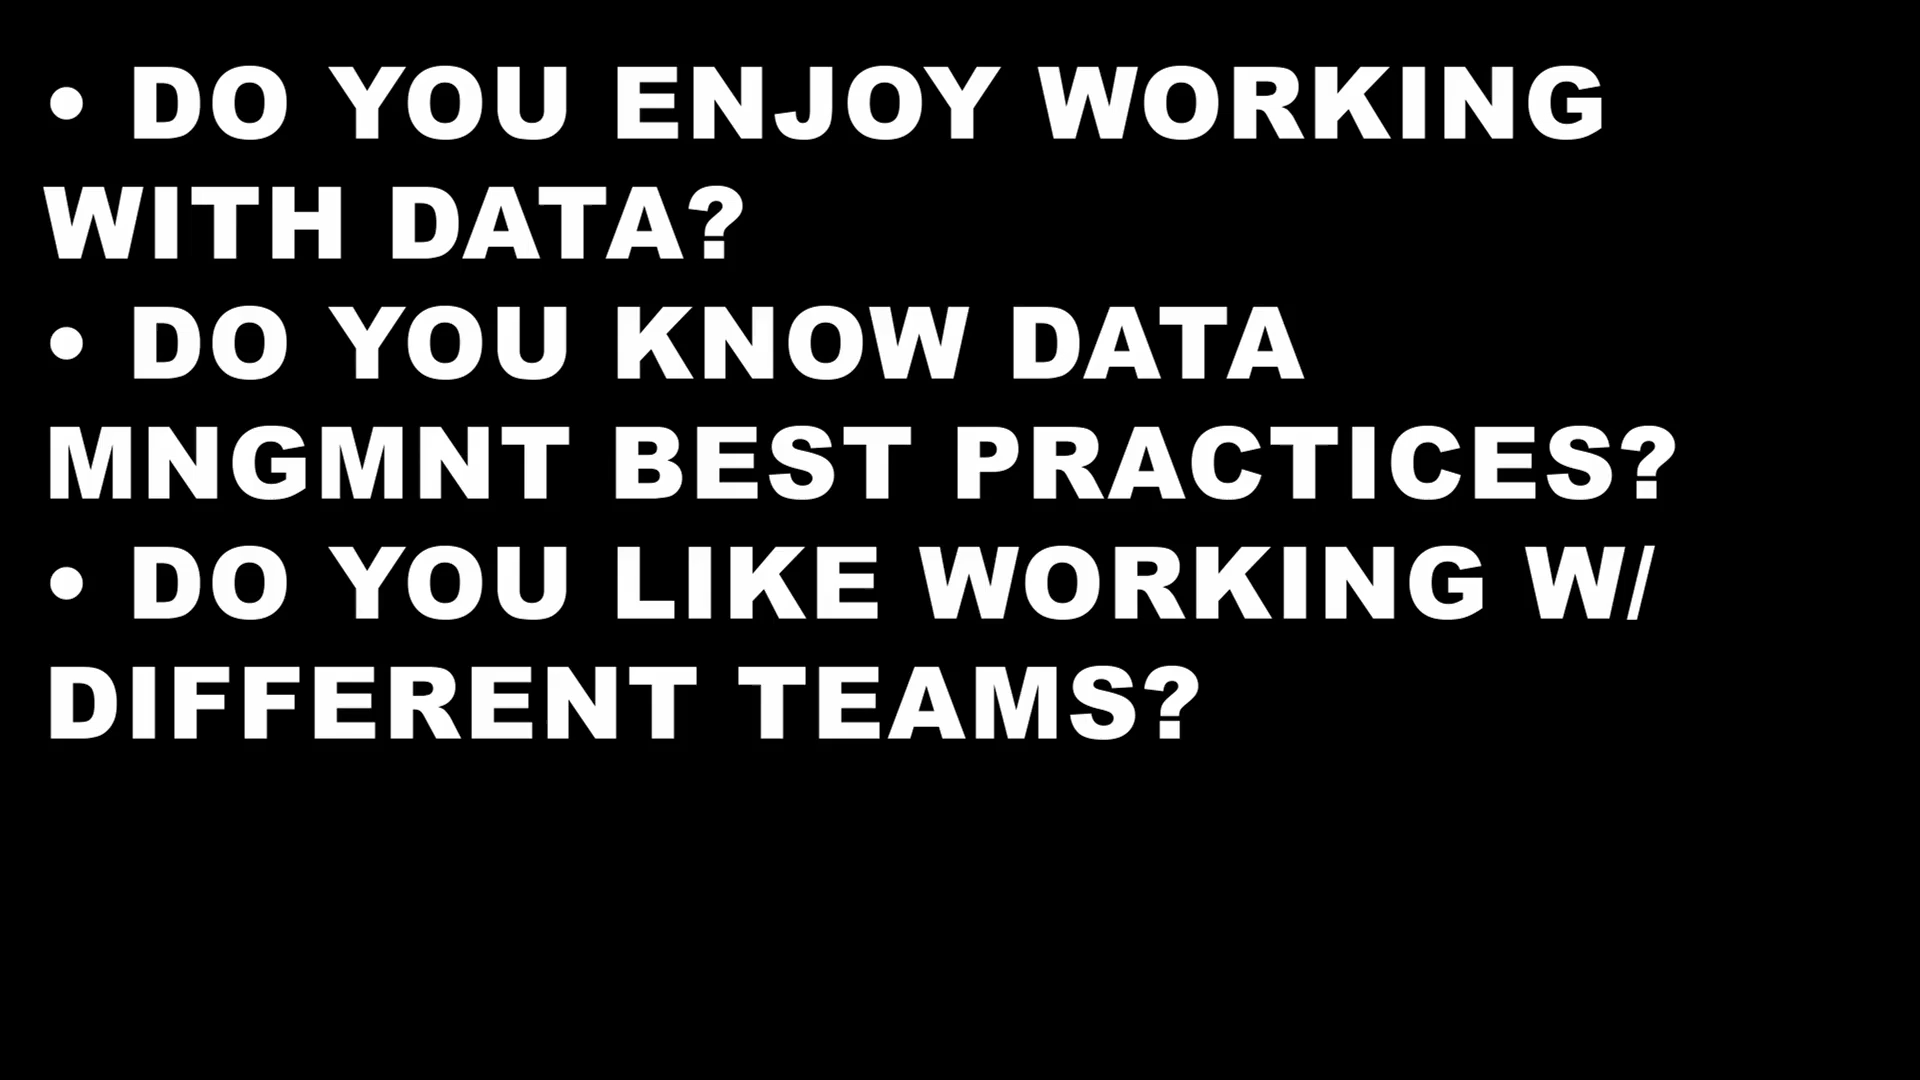 • DO YOU ENJOY WORKING
WITH DATA?
• DO YOU KNOW DATA
MNGMNT BEST PRACTICES?
• DO YOU LIKE WORKING W/
DIFFERENT TEAMS?